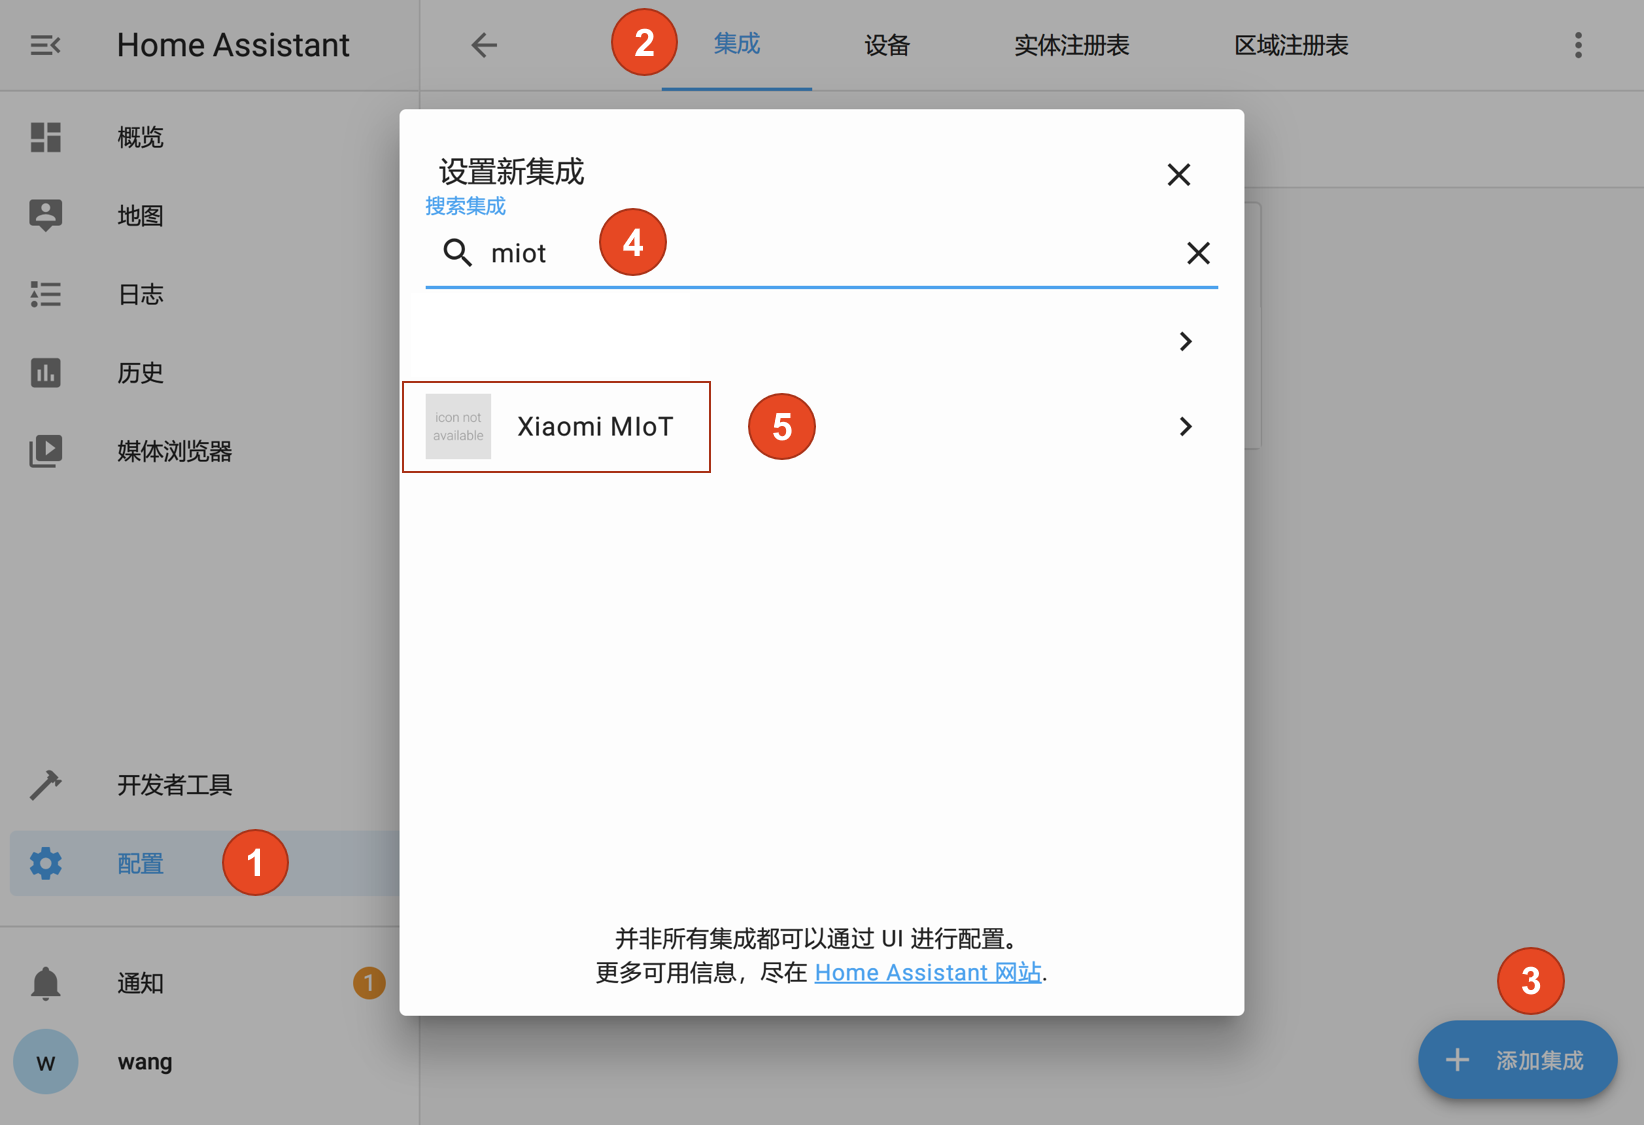 Home Assistant
概览
地图
日志
历史
媒体浏览器
开发者工具
配置
1
通知
1
W
wang
2
集成
设备
实体注册表
区域注册表
设置新集成
搜索集成
miot
4
icon not
available
Xiaomi MIoT
5
并非所有集成都可以通过 UI 进行配置。
更多可用信息，尽在 Home Assistant 网站.
3
添加集成